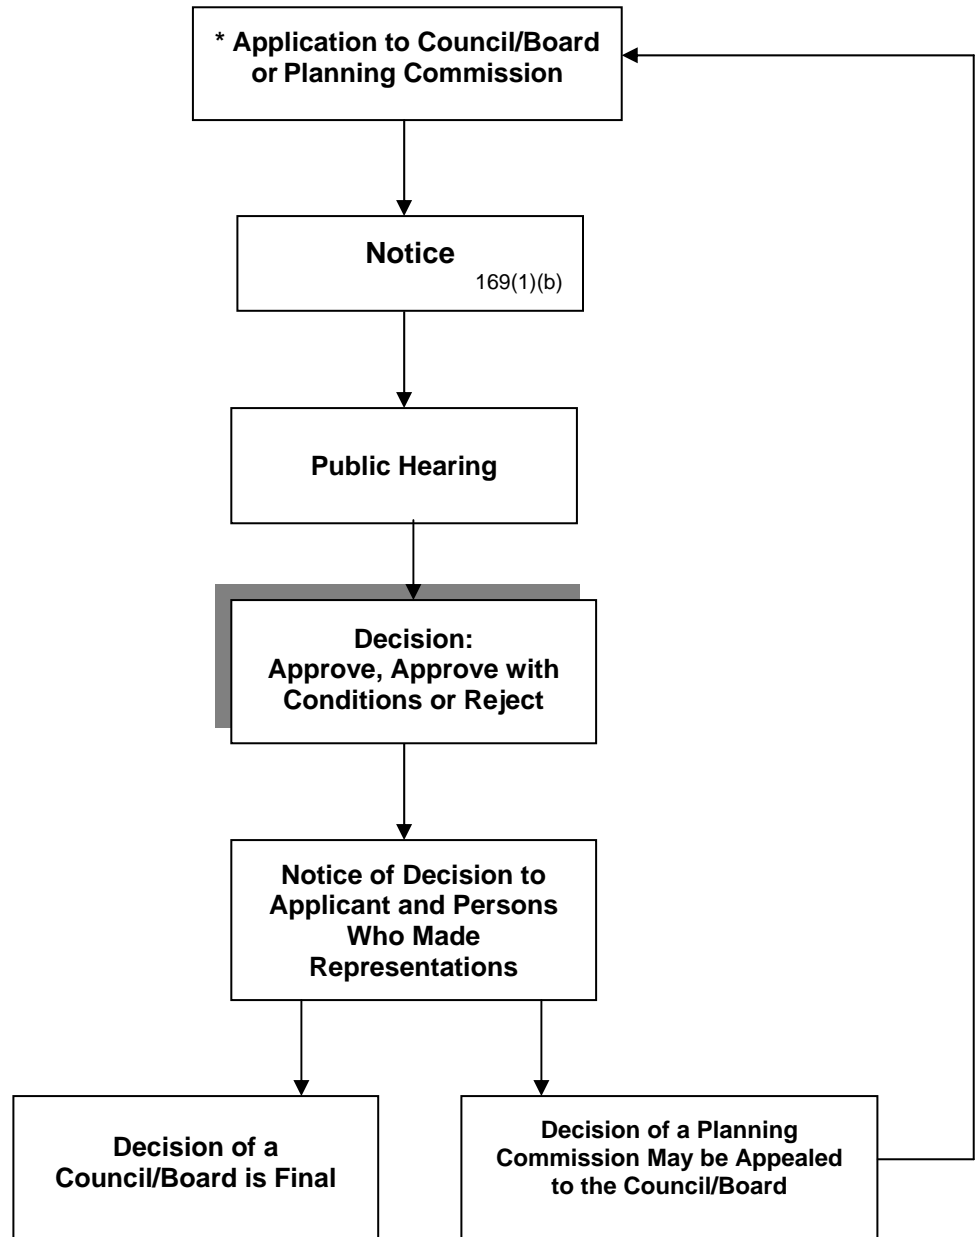 * Application to Council/Board
or Planning Commission
Notice
169(1)(b)
Public Hearing
Decision:
Approve, Approve with
Conditions or Reject
Notice of Decision to
Applicant and Persons
Who Made
Representations
Decision of a
Council/Board is Final
Decision of a Planning
Commission May be Appealed
to the Council/Board